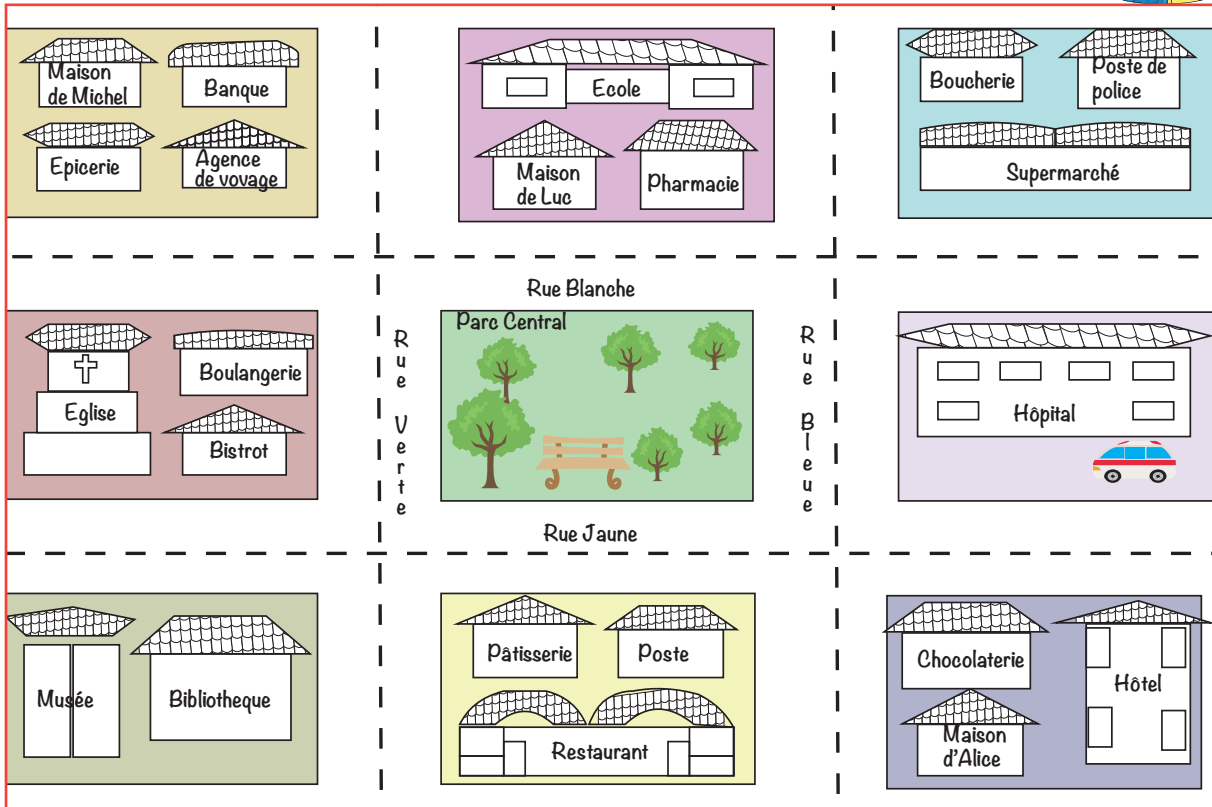 Maison
de Michel
Banque
Epicerie
Agence
de voyage
Ecole
Maison
de Luc
Pharmacie
Boucherie
Poste de
police
Supermarché
Rue Blanche
Eglise
Boulangerie
Bistrot
Rue Verte
Parc Central
Rue Bleue
Hôpital
Rue Jaune
Musée
Bibliotheque
Pâtisserie
Poste
Restaurant
Chocolaterie
Maison
d'Alice
Hôtel